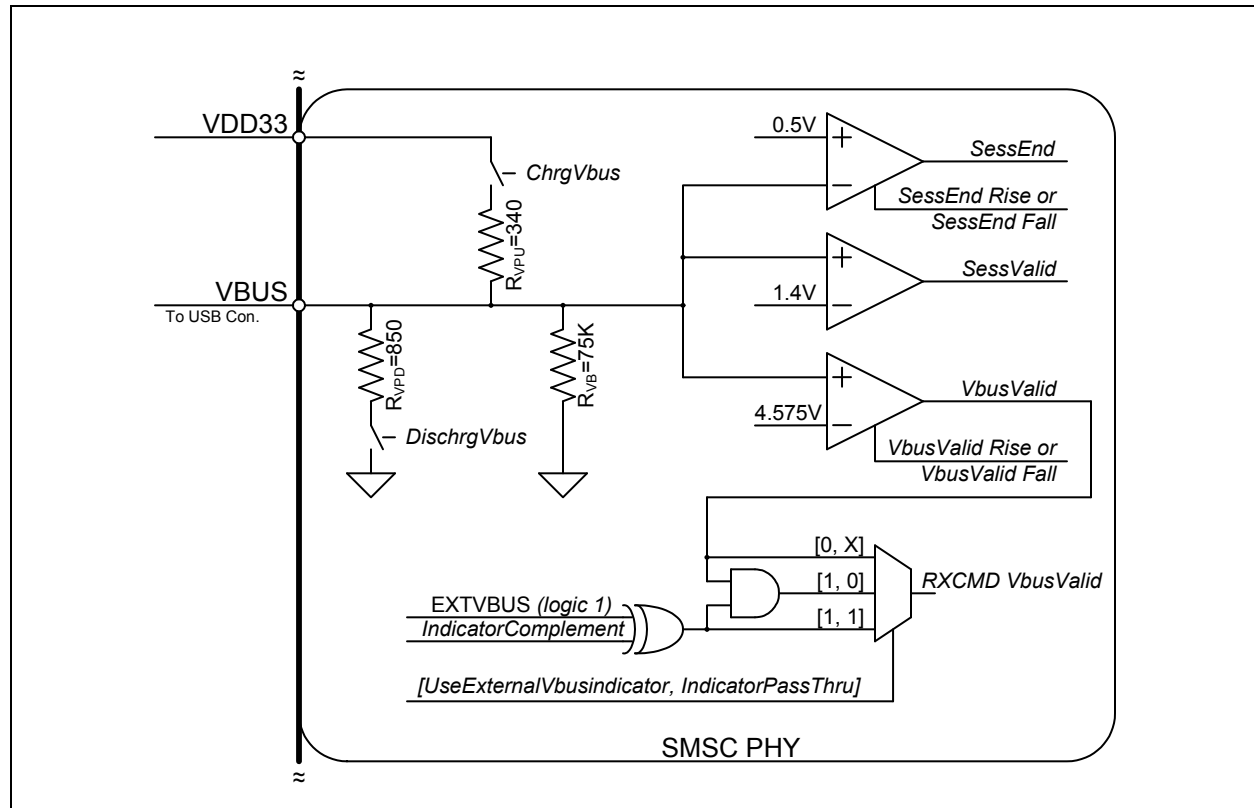 ≈
VDD33
ChrgVbus
RVPU=340
VBUS
To USB Con.
RVPD=850
DischrgVbus
RVB=75K
0.5V
+
−
SessEnd
SessEnd Rise or
SessEnd Fall
+
1.4V
−
SessValid
+
4.575V
−
VbusValid
VbusValid Rise or
VbusValid Fall
[0, X]
[1, 0]
[1, 1]
RXCMD VbusValid
EXTVBUS (logic 1)
IndicatorComplement
[UseExternalVbusindicator, IndicatorPassThru]
SMSC PHY
≈